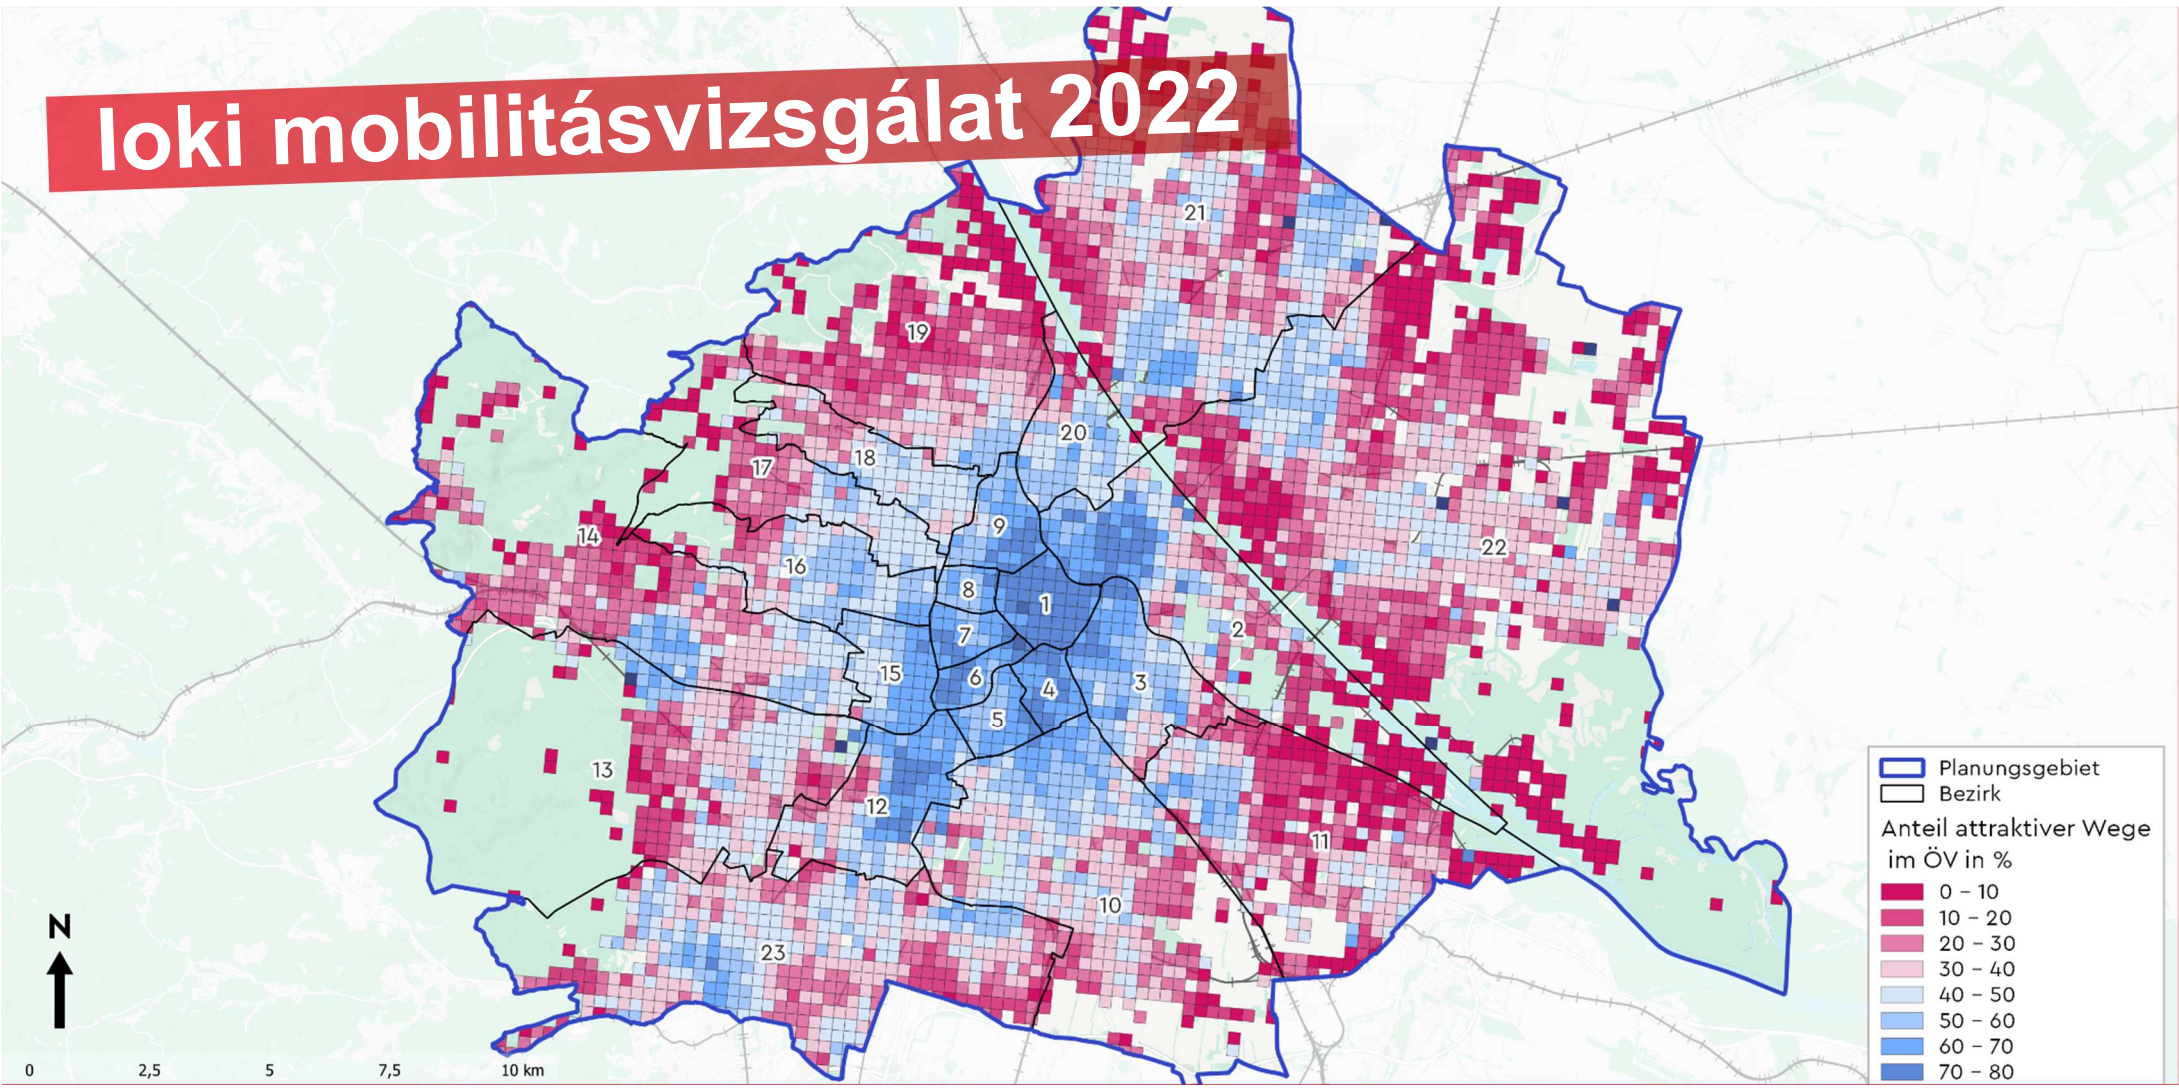 loki mobilitásvizsgálat 2022
21
19
20
18
17
9
14
22
16
8
1
2
7
15
6
3
4
5
13
12
11
10
23
Planungsgebiet
Bezirk
Anteil attraktiver Wege
im ÖV in %
0 – 10
10 – 20
20 – 30
30 – 40
40 – 50
50 – 60
60 – 70
70 – 80
N
0 2,5 5 7,5 10 km